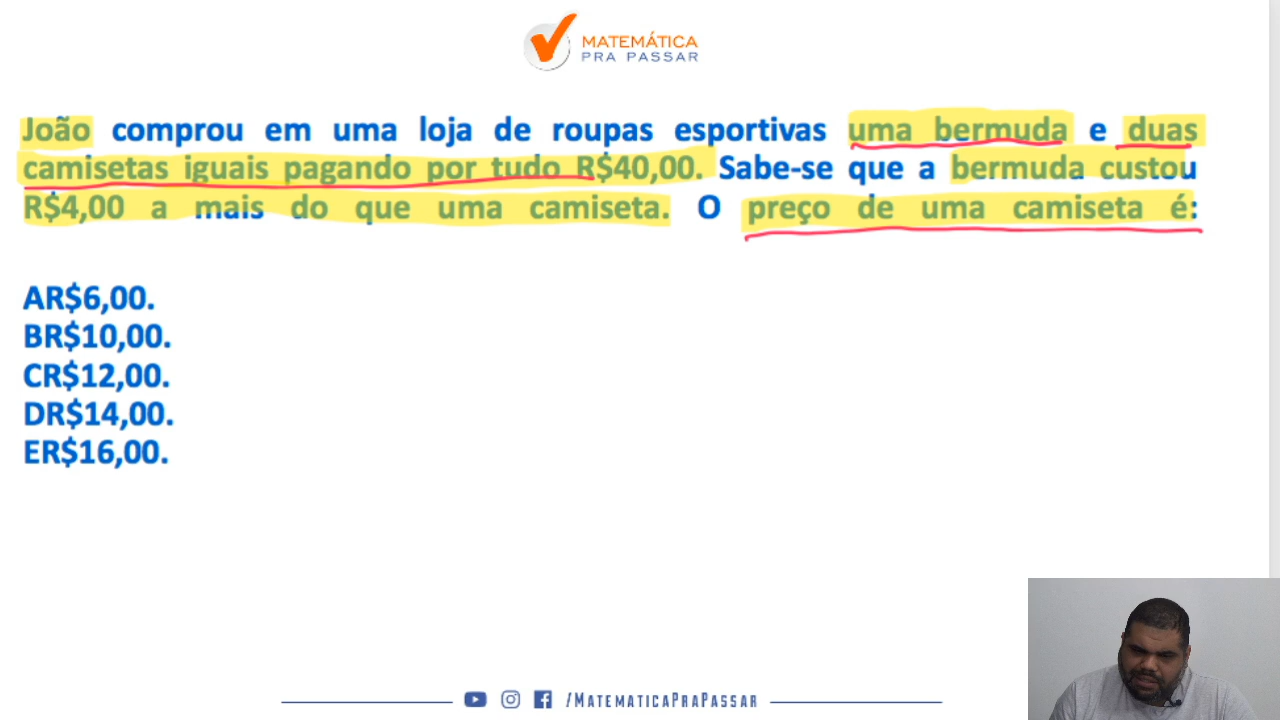 MATEMÁTICA
PRA PASSAR
João comprou em uma loja de roupas esportivas uma bermuda e duas
camisetas iguais pagando por tudo R$40,00. Sabe-se que a bermuda custou
R$4,00 a mais do que uma camiseta. O preço de uma camiseta é:
AR$6,00.
BR$10,00.
CR$12,00.
DR$14,00.
ER$16,00.
/MATEMATICAPRAPASSAR